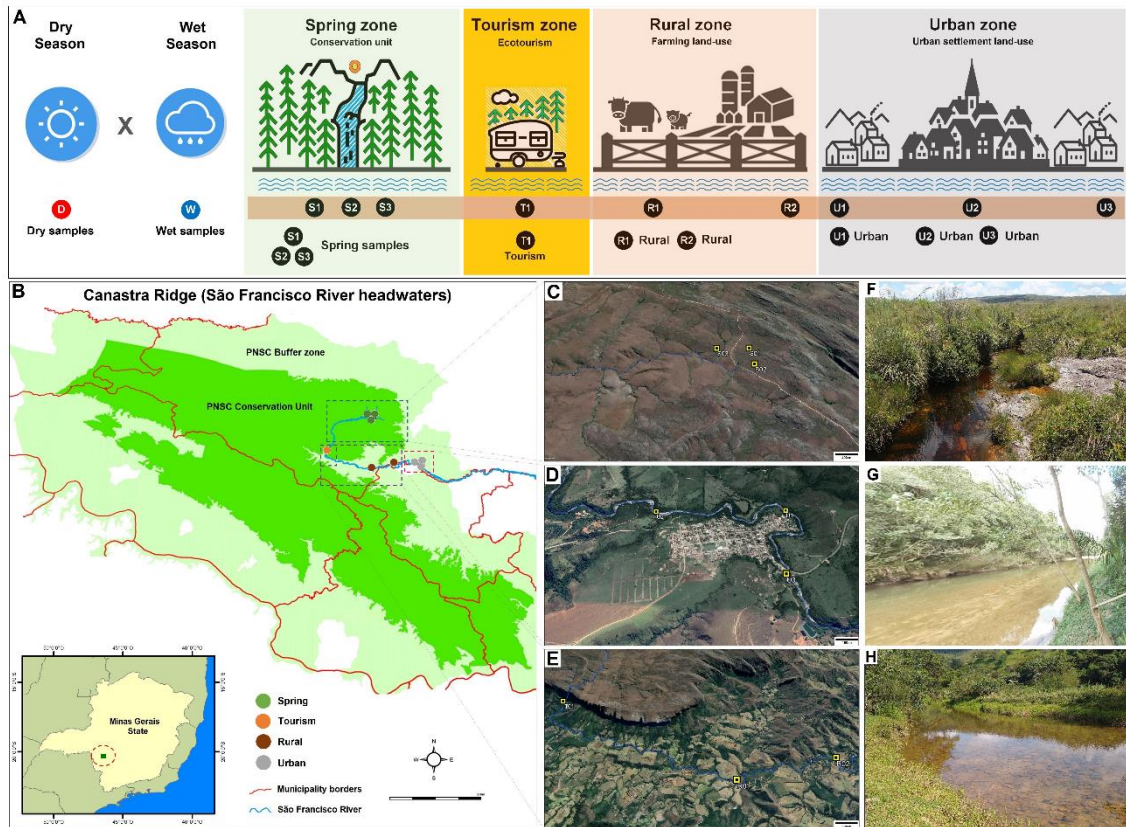 A
Dry
Season
Wet
Season
X
D
Dry samples
W
Wet samples
Spring zone
Conservation unit
Tourism zone
Ecotourism
Rural zone
Farming land-use
Urban zone
Urban settlement land-use
S1 S2 S3 T1 R1 R2 U1 U2 U3
S1
S2 S3
Spring samples
T1
Tourism
R1 Rural R2 Rural
U1 Urban U2 Urban U3 Urban
B
Canastra Ridge (São Francisco River headwaters)
PNSC Buffer zone
PNSC Conservation Unit
Minas Gerais
State
Spring
Tourism
Rural
Urban
Municipality borders
São Francisco River
N
W E
S
C
D
E
F
G
H